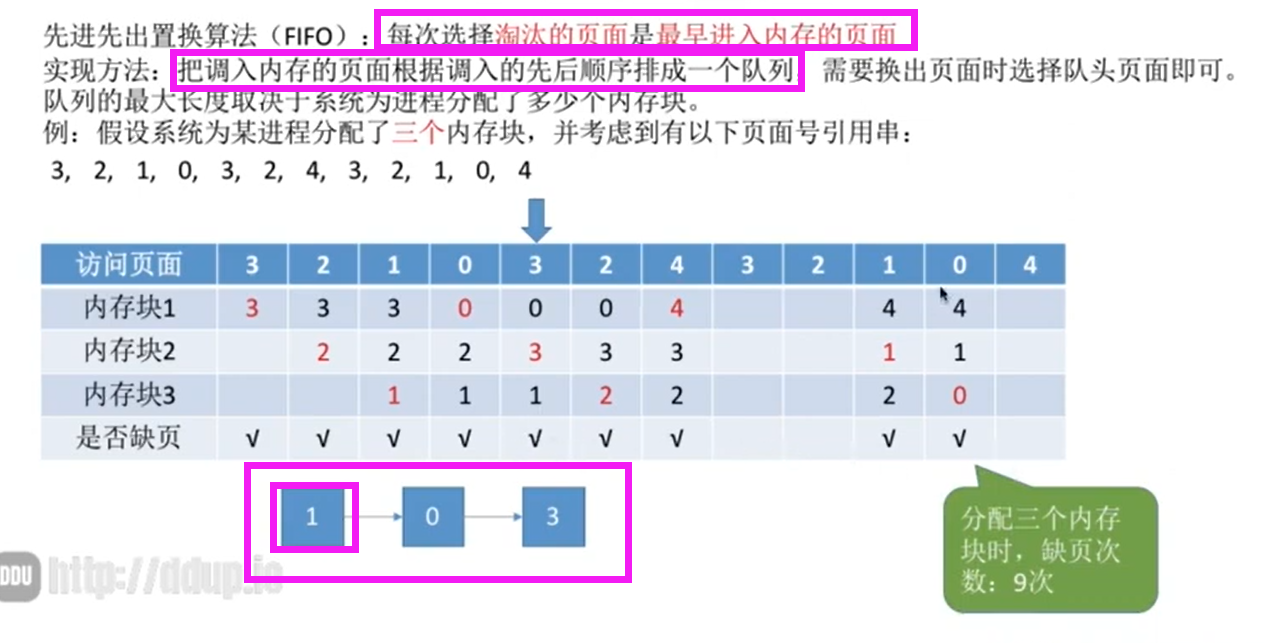 先进先出置换算法（FIFO）：每次选择淘汰的页面是最早进入内存的页面
实现方法：把调入内存的页面根据调入的先后顺序排成一个队列 需要换出页面时选择队头页面即可。
队列的最大长度取决于系统为进程分配了多少个内存块。
例：假设系统为某进程分配了三个内存块，并考虑到有以下页面号引用串：
3, 2, 1, 0, 3, 2, 4, 3, 2, 1, 0, 4
访问页面 3 2 1 0 3 2 4 3 2 1 0 4
内存块1 3 3 3 0 0 0 4 4 4
内存块2 2 2 2 3 3 3 1 1
内存块3 1 1 1 2 2 2 0
是否缺页 √ √ √ √ √ √ √ √ √
1 0 3
分配三个内存
块时，缺页次
数：9次
DDU http://ddup.io